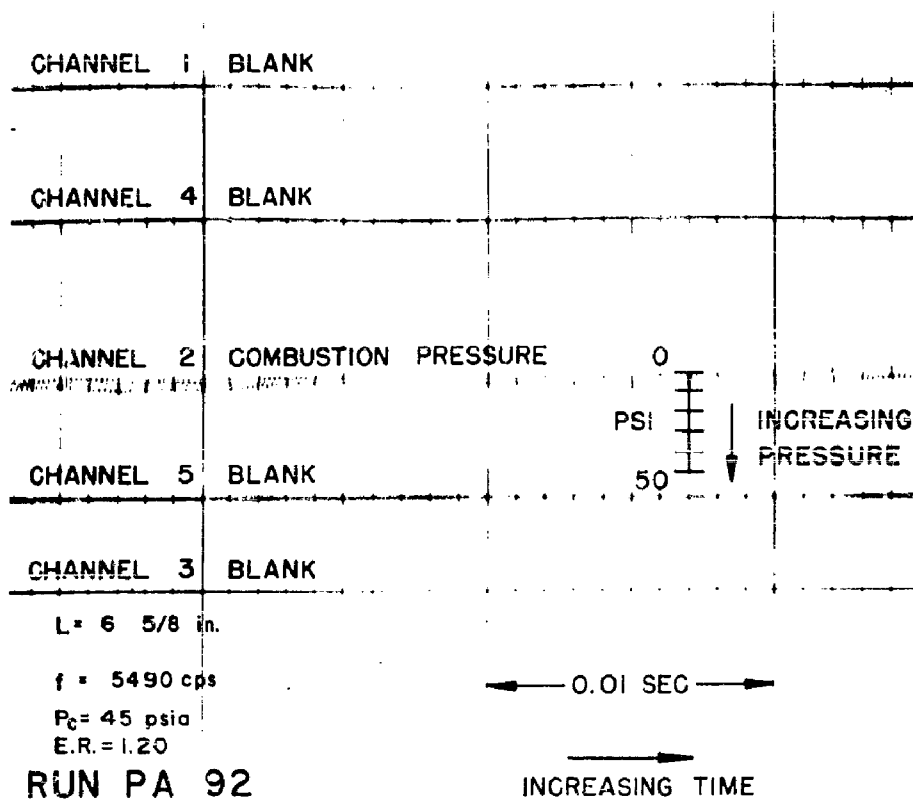 CHANNEL 1 BLANK
CHANNEL 4 BLANK
CHANNEL 2 COMBUSTION PRESSURE
0
PSI
INCREASING
PRESSURE
50
CHANNEL 5 BLANK
CHANNEL 3 BLANK
L= 6 5/8 in.
f = 5490 cps
0.01 SEC
Pc= 45 psia
E.R.= 1.20
RUN PA 92
INCREASING TIME